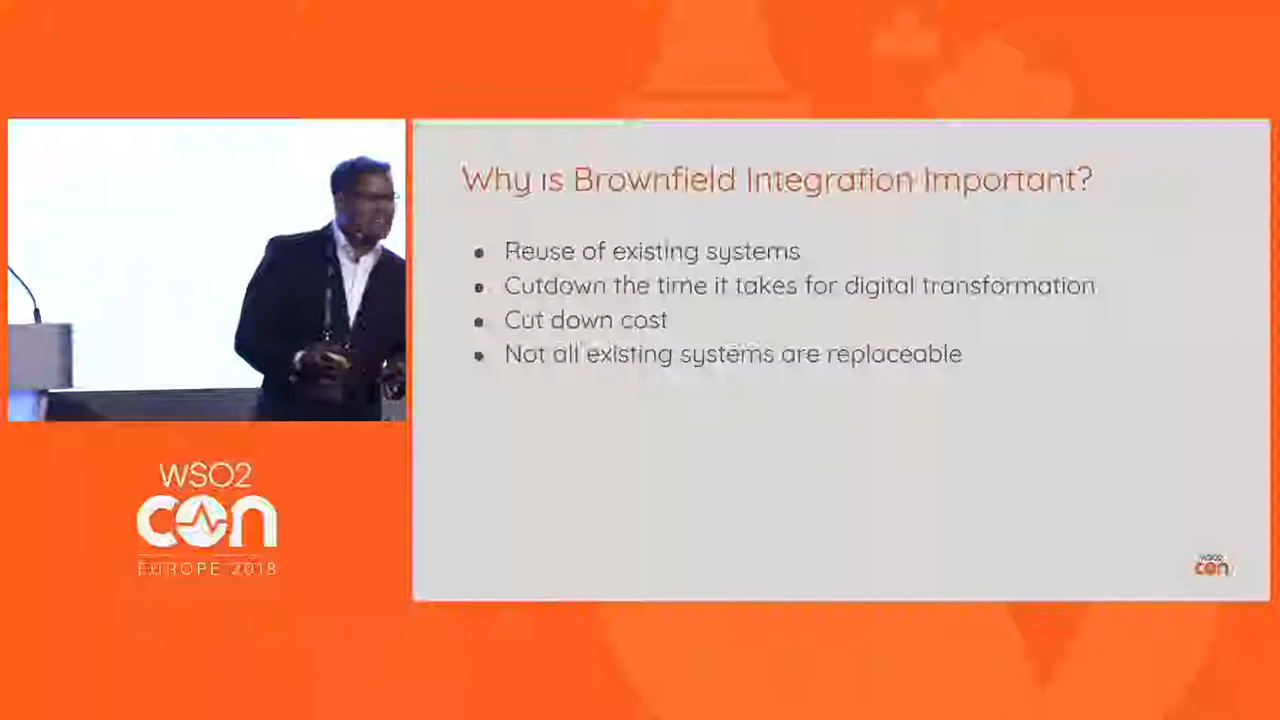 Why is Brownfield Integration Important?
Reuse of existing systems
Cutdown the time it takes for digital transformation
Cut down cost
Not all existing systems are replaceable
WSO2
con
EUROPE 2018
WSO2
con